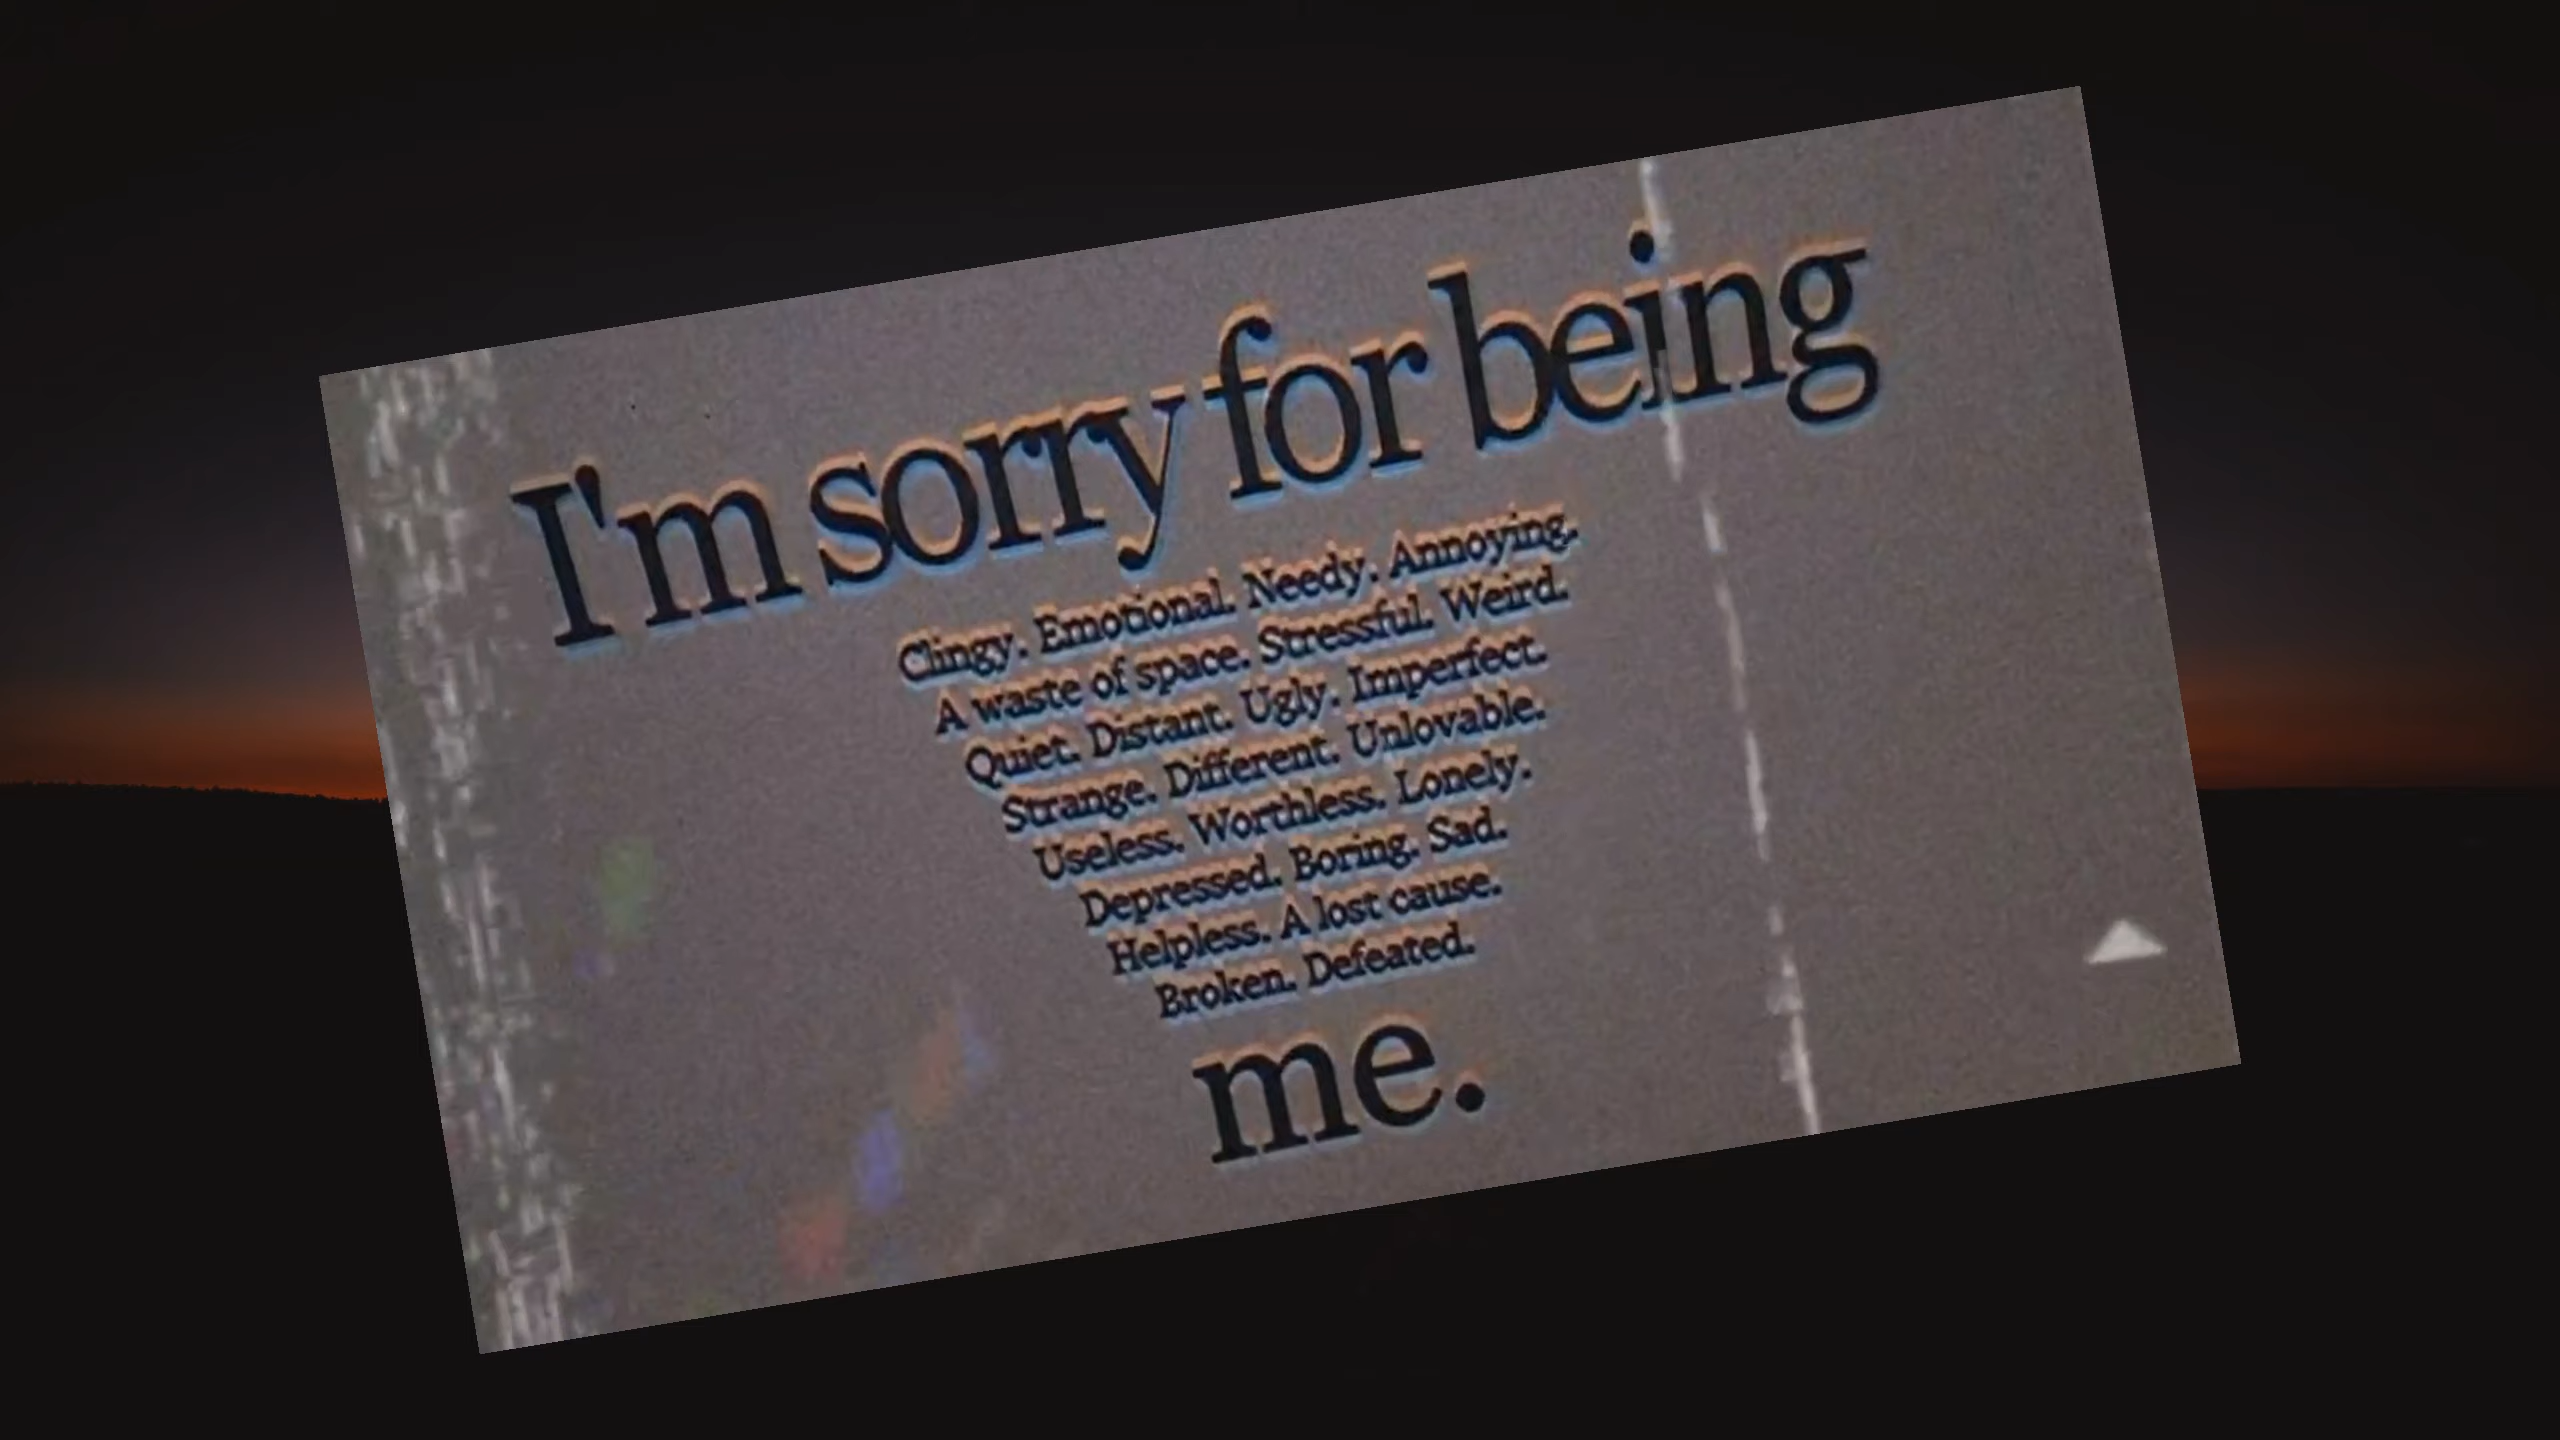 I'm sorry for being
Clingy. Emotional. Needy. Annoying.
A waste of space. Stressful. Weird.
Quiet. Distant. Ugly. Imperfect.
Strange. Different. Unlovable.
Useless. Worthless. Lonely.
Depressed. Boring. Sad.
Helpless. A lost cause.
Broken. Defeated.
me.